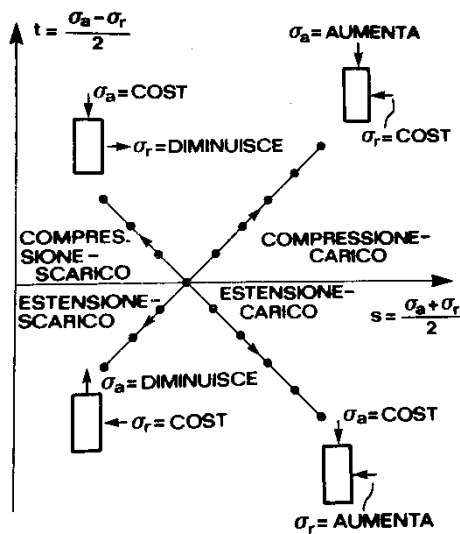 t = σa − σr / 2
σa = AUMENTA
σa = COST
σr = DIMINUISCE
σr = COST
COMPRES-
SIONE-
SCARICO
COMPRESSIONE-
CARICO
ESTENSIONE-
SCARICO
ESTENSIONE-
CARICO
s = σa + σr / 2
σa = DIMINUISCE
σr = COST
σa = COST
σr = AUMENTA